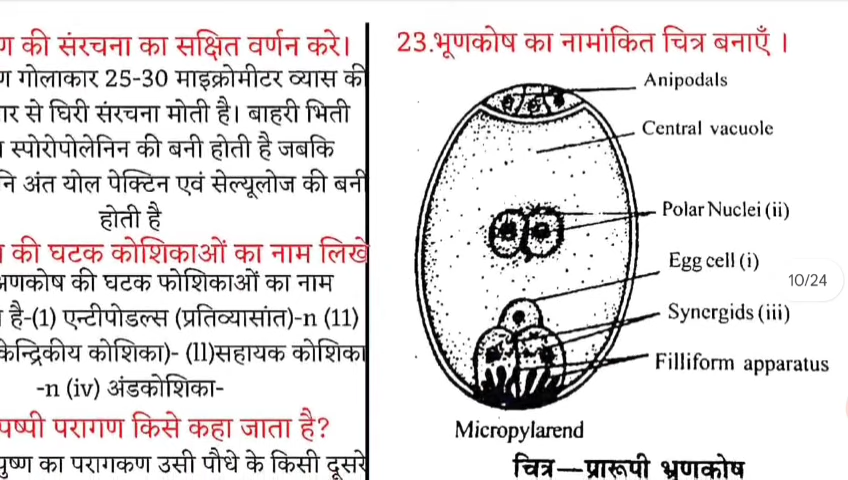 ण की संरचना का सक्षित वर्णन करे।
ण गोलाकार 25-30 माइक्रोमीटर व्यास की
ार से घिरी संरचना मोती है। बाहरी भिती
स्पोरोपोलेनिन की बनी होती है जबकि
नि अंत योल पेक्टिन एवं सेल्यूलोज की बनी
होती है
की घटक कोशिकाओं का नाम लिखे
भ्रणकोष की घटक फोशिकाओं का नाम
है-(1) एन्टीपोडल्स (प्रतिव्यासांत)-n (11)
केन्द्रिकीय कोशिका)- (ll)सहायक कोशिका
-n (iv) अंडकोशिका-
पष्पी परागण किसे कहा जाता है?
पुष्ण का परागकण उसी पौधे के किसी दूसरे
23.भूणकोष का नामांकित चित्र बनाएँ ।
Anipodals
Central vacuole
Polar Nuclei (ii)
Egg cell (i)
10/24
Synergids (iii)
Filliform apparatus
Micropylarend
चित्र—प्रारूपी भ्रूणकोष